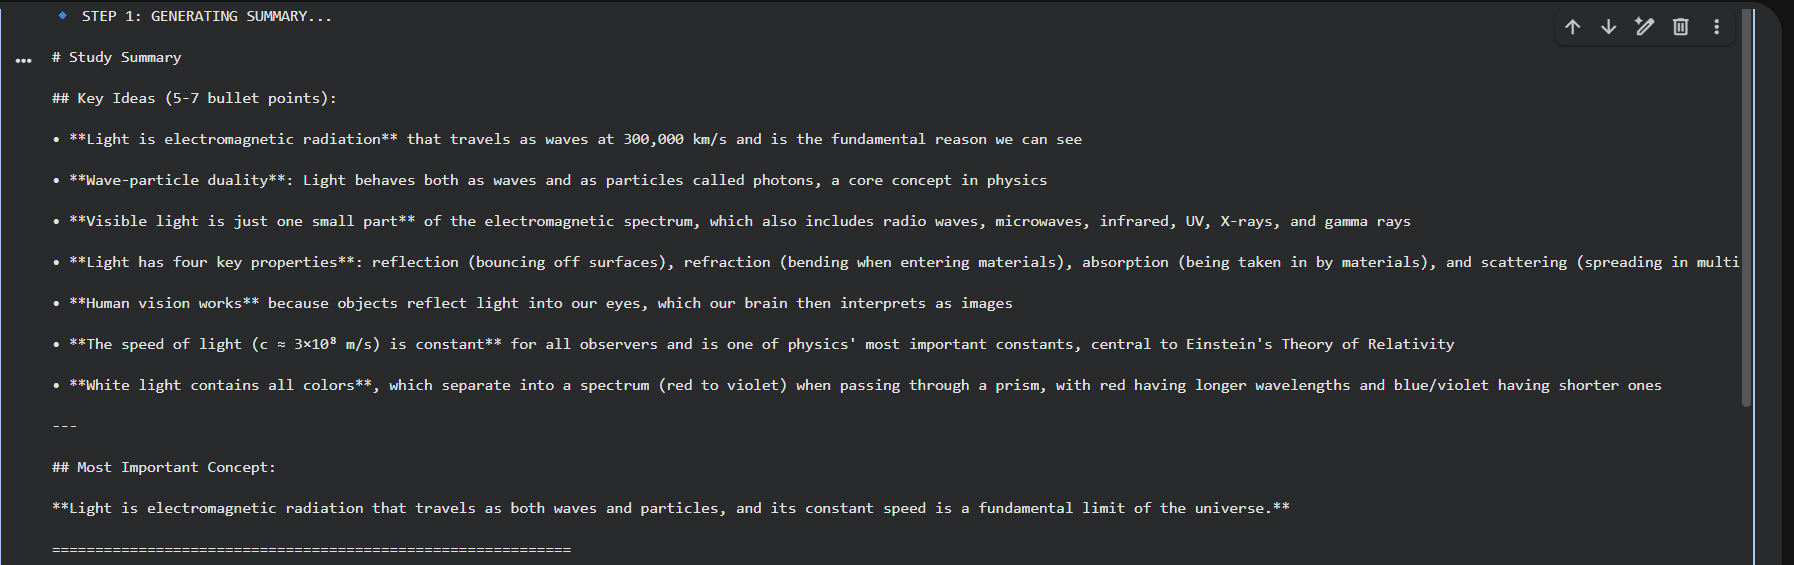 🔹 STEP 1: GENERATING SUMMARY...
# Study Summary
## Key Ideas (5-7 bullet points):
• **Light is electromagnetic radiation** that travels as waves at 300,000 km/s and is the fundamental reason we can see
• **Wave-particle duality**: Light behaves both as waves and as particles called photons, a core concept in physics
• **Visible light is just one small part** of the electromagnetic spectrum, which also includes radio waves, microwaves, infrared, UV, X-rays, and gamma rays
• **Light has four key properties**: reflection (bouncing off surfaces), refraction (bending when entering materials), absorption (being taken in by materials), and scattering (spreading in multi
• **Human vision works** because objects reflect light into our eyes, which our brain then interprets as images
• **The speed of light (c ≈ 3×10⁸ m/s) is constant** for all observers and is one of physics' most important constants, central to Einstein's Theory of Relativity
• **White light contains all colors**, which separate into a spectrum (red to violet) when passing through a prism, with red having longer wavelengths and blue/violet having shorter ones
---
## Most Important Concept:
**Light is electromagnetic radiation that travels as both waves and particles, and its constant speed is a fundamental limit of the universe.**
============================================================